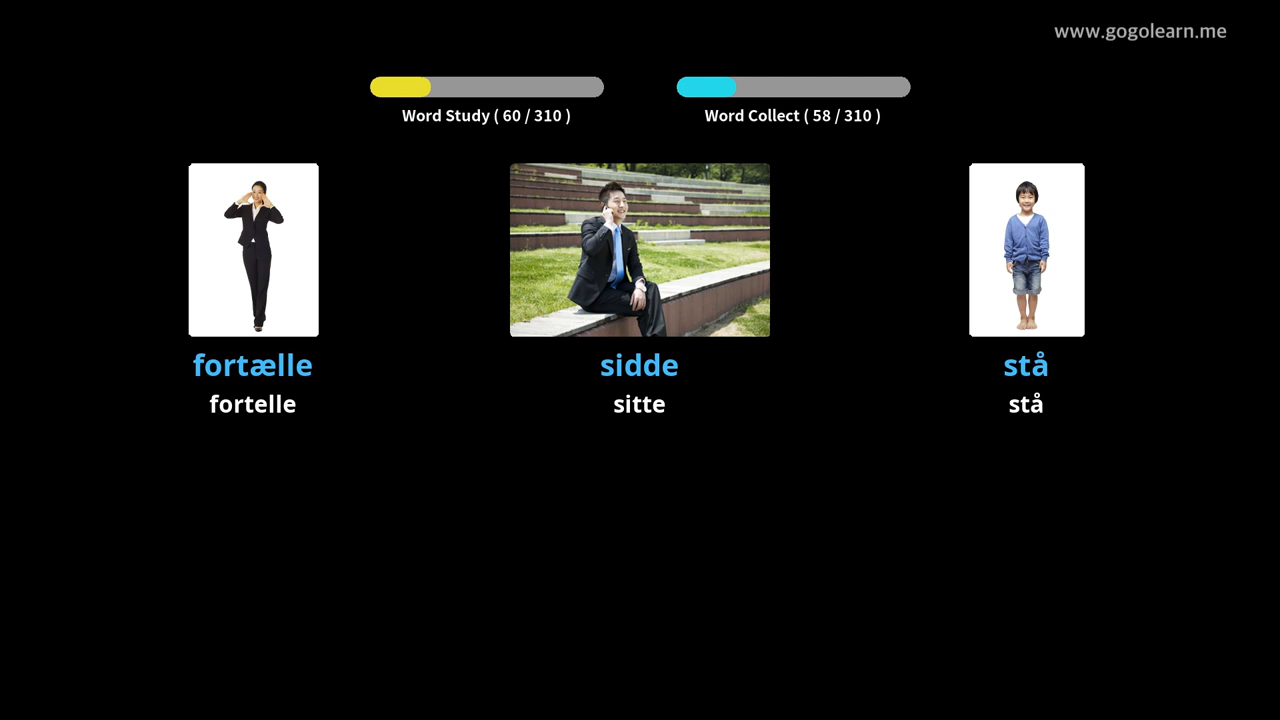 www.gogolearn.me
Word Study ( 60 / 310 )
Word Collect ( 58 / 310 )
fortælle
sidde
stå
fortelle
sitte
stå